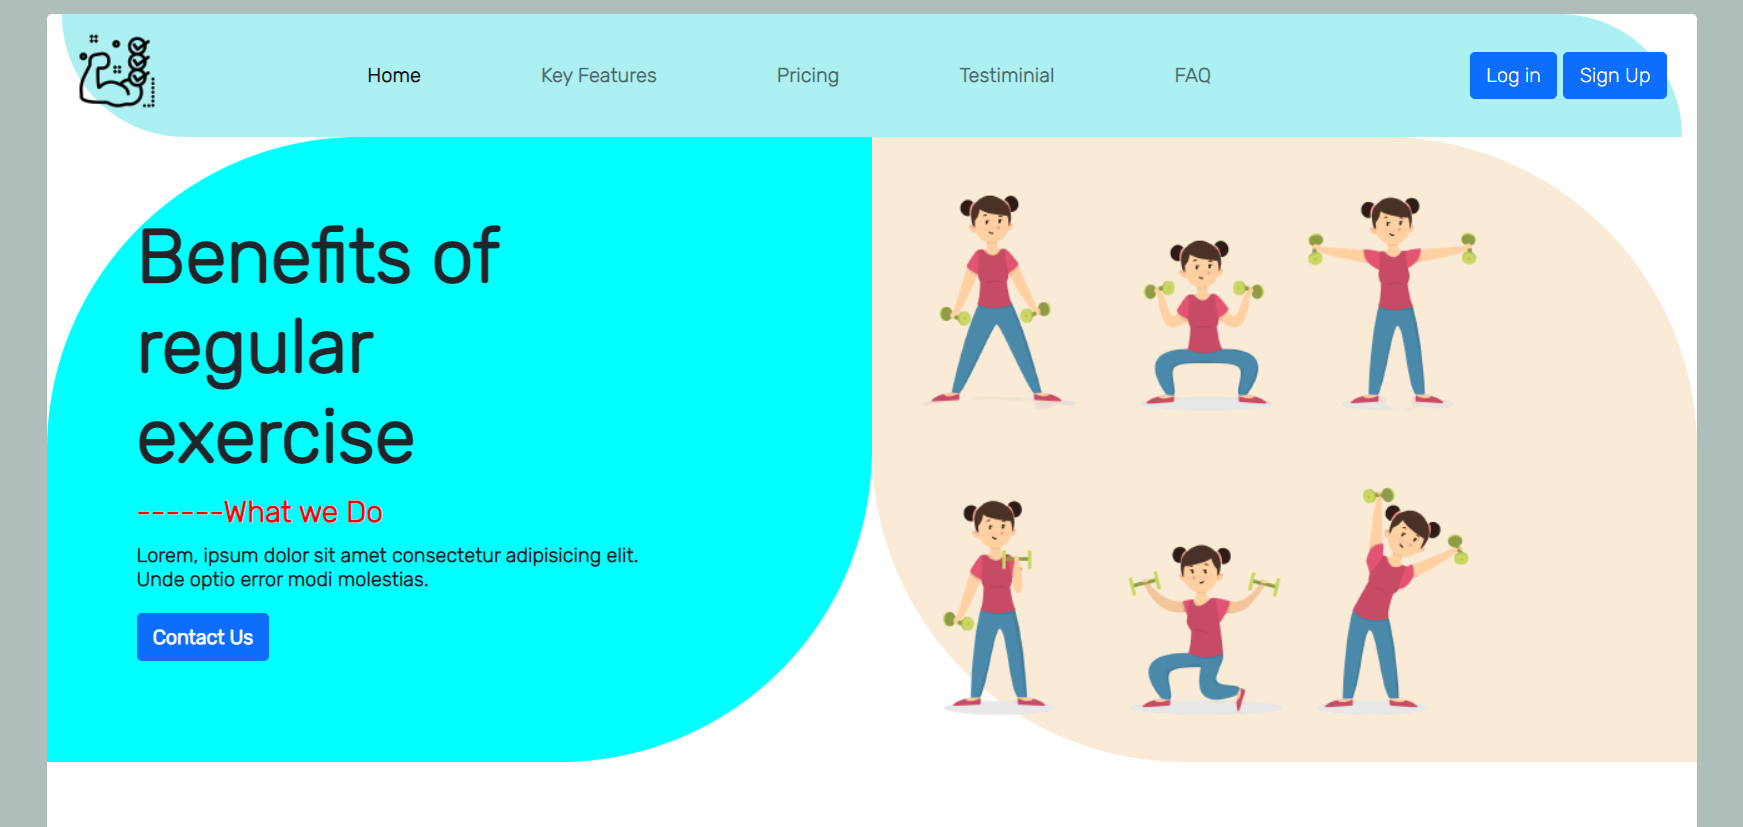 Home
Key Features
Pricing
Testiminial
FAQ
Log in
Sign Up
Benefits of
regular
exercise
------What we Do
Lorem, ipsum dolor sit amet consectetur adipisicing elit.
Unde optio error modi molestias.
Contact Us